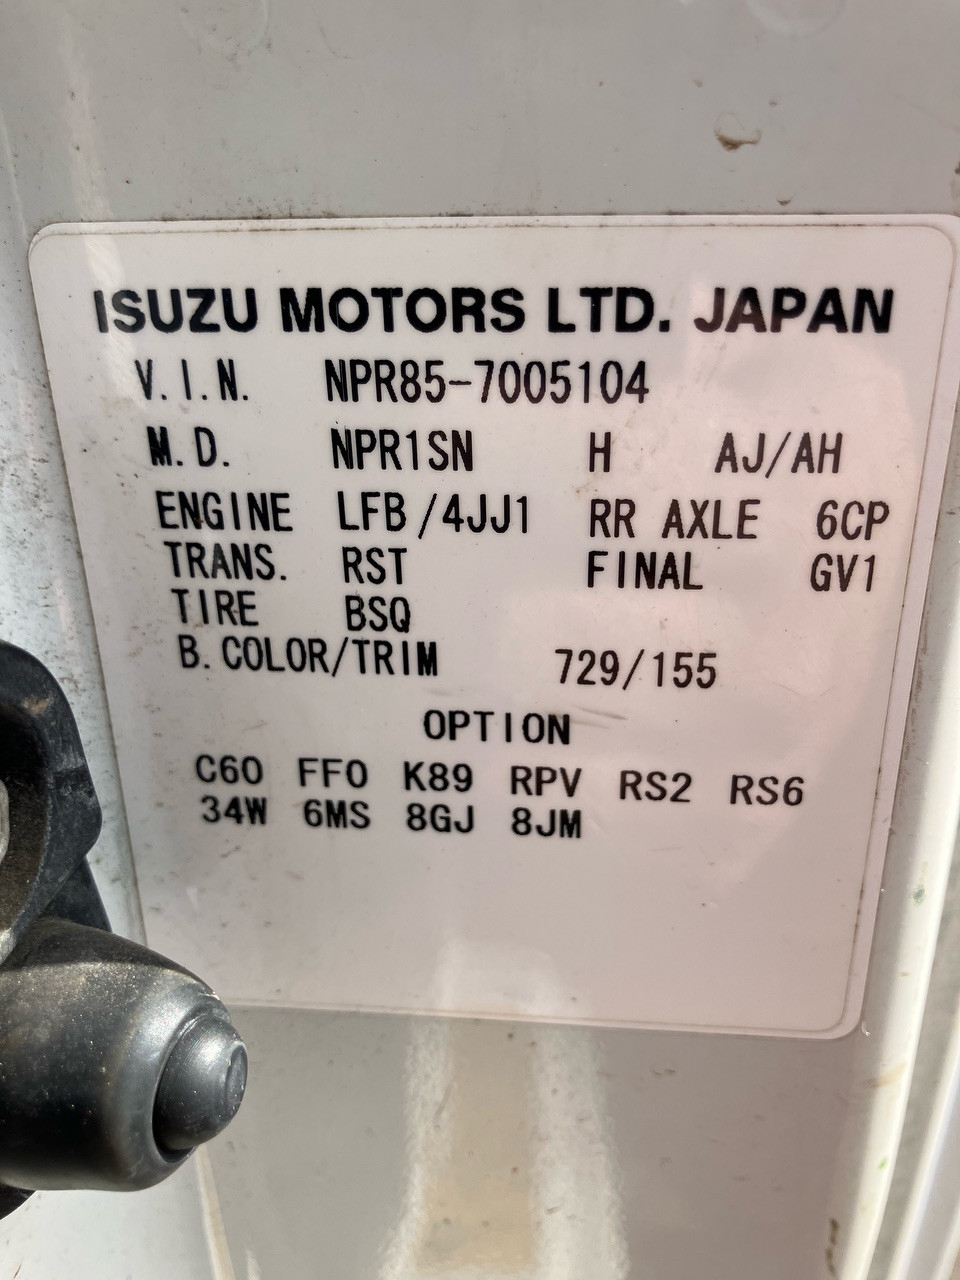 ISUZU MOTORS LTD. JAPAN
V.I.N. NPR85-7005104
M.D. NPR1SN H AJ/AH
ENGINE LFB/4JJ1 RR AXLE 6CP
TRANS. RST FINAL GV1
TIRE BSQ
B.COLOR/TRIM 729/155
OPTION
C60 FF0 K89 RPV RS2 RS6
34W 6MS 8GJ 8JM